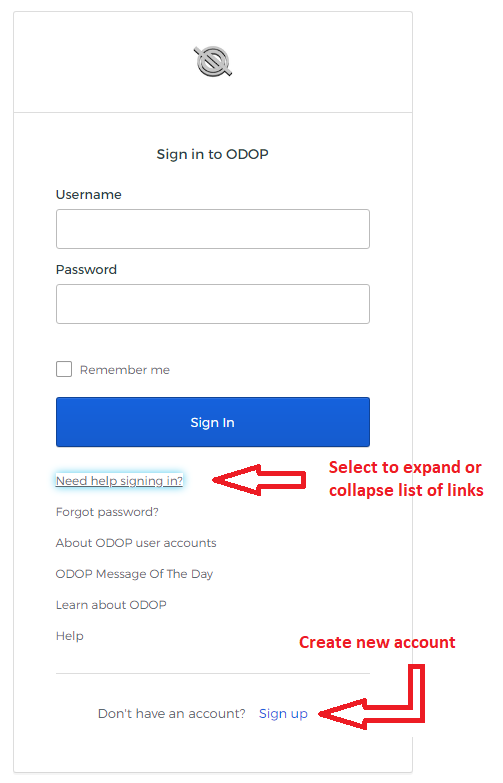 Sign in to ODOP
Username
Password
Remember me
Sign In
Need help signing in?
Select to expand or
collapse list of links
Forgot password?
About ODOP user accounts
ODOP Message Of The Day
Learn about ODOP
Help
Create new account
Don't have an account? Sign up